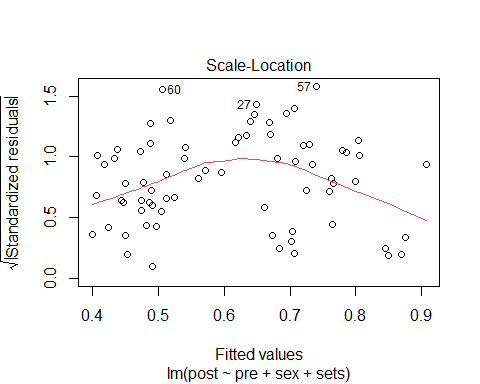 Scale-Location
√|Standardized residuals|
1.5
1.0
0.5
0.0
60
57
27
0.4 0.5 0.6 0.7 0.8 0.9
Fitted values
lm(post ~ pre + sex + sets)